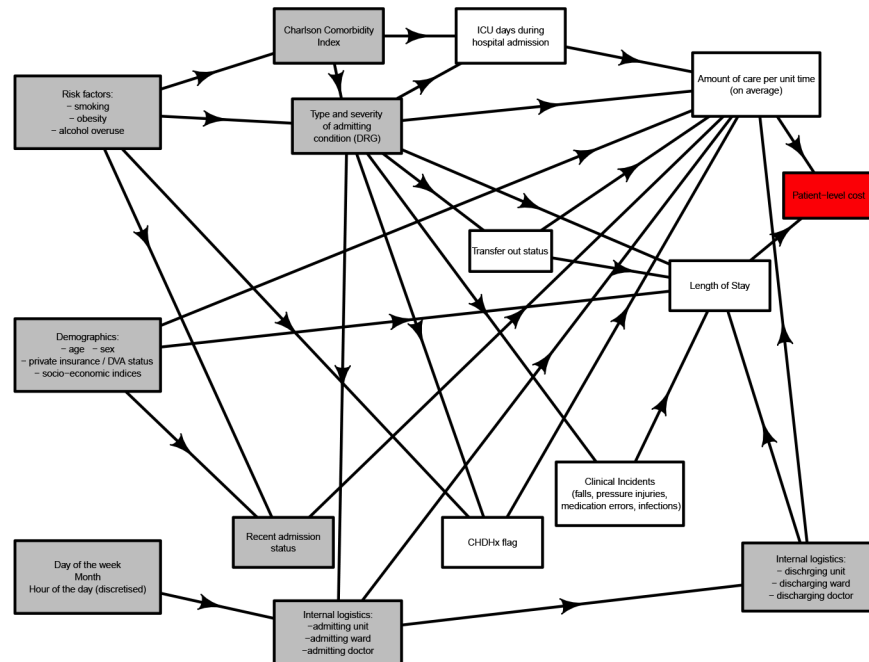 Charlson Comorbidity
Index
ICU days during
hospital admission
Amount of care per unit time
(on average)
Risk factors:
− smoking
− obesity
− alcohol overuse
Type and severity
of admitting
condition (DRG)
Patient−level cost
Transfer out status
Length of Stay
Demographics:
− age − sex
− private insurance / DVA status
− socio−economic indices
Clinical Incidents
(falls, pressure injuries,
medication errors, infections)
Recent admission
status
CHDHx flag
Day of the week
Month
Hour of the day (discretised)
Internal logistics:
− dischrging unit
− discharging ward
− discharging doctor
Internal logistics:
−admitting unit
−admitting ward
−admitting doctor